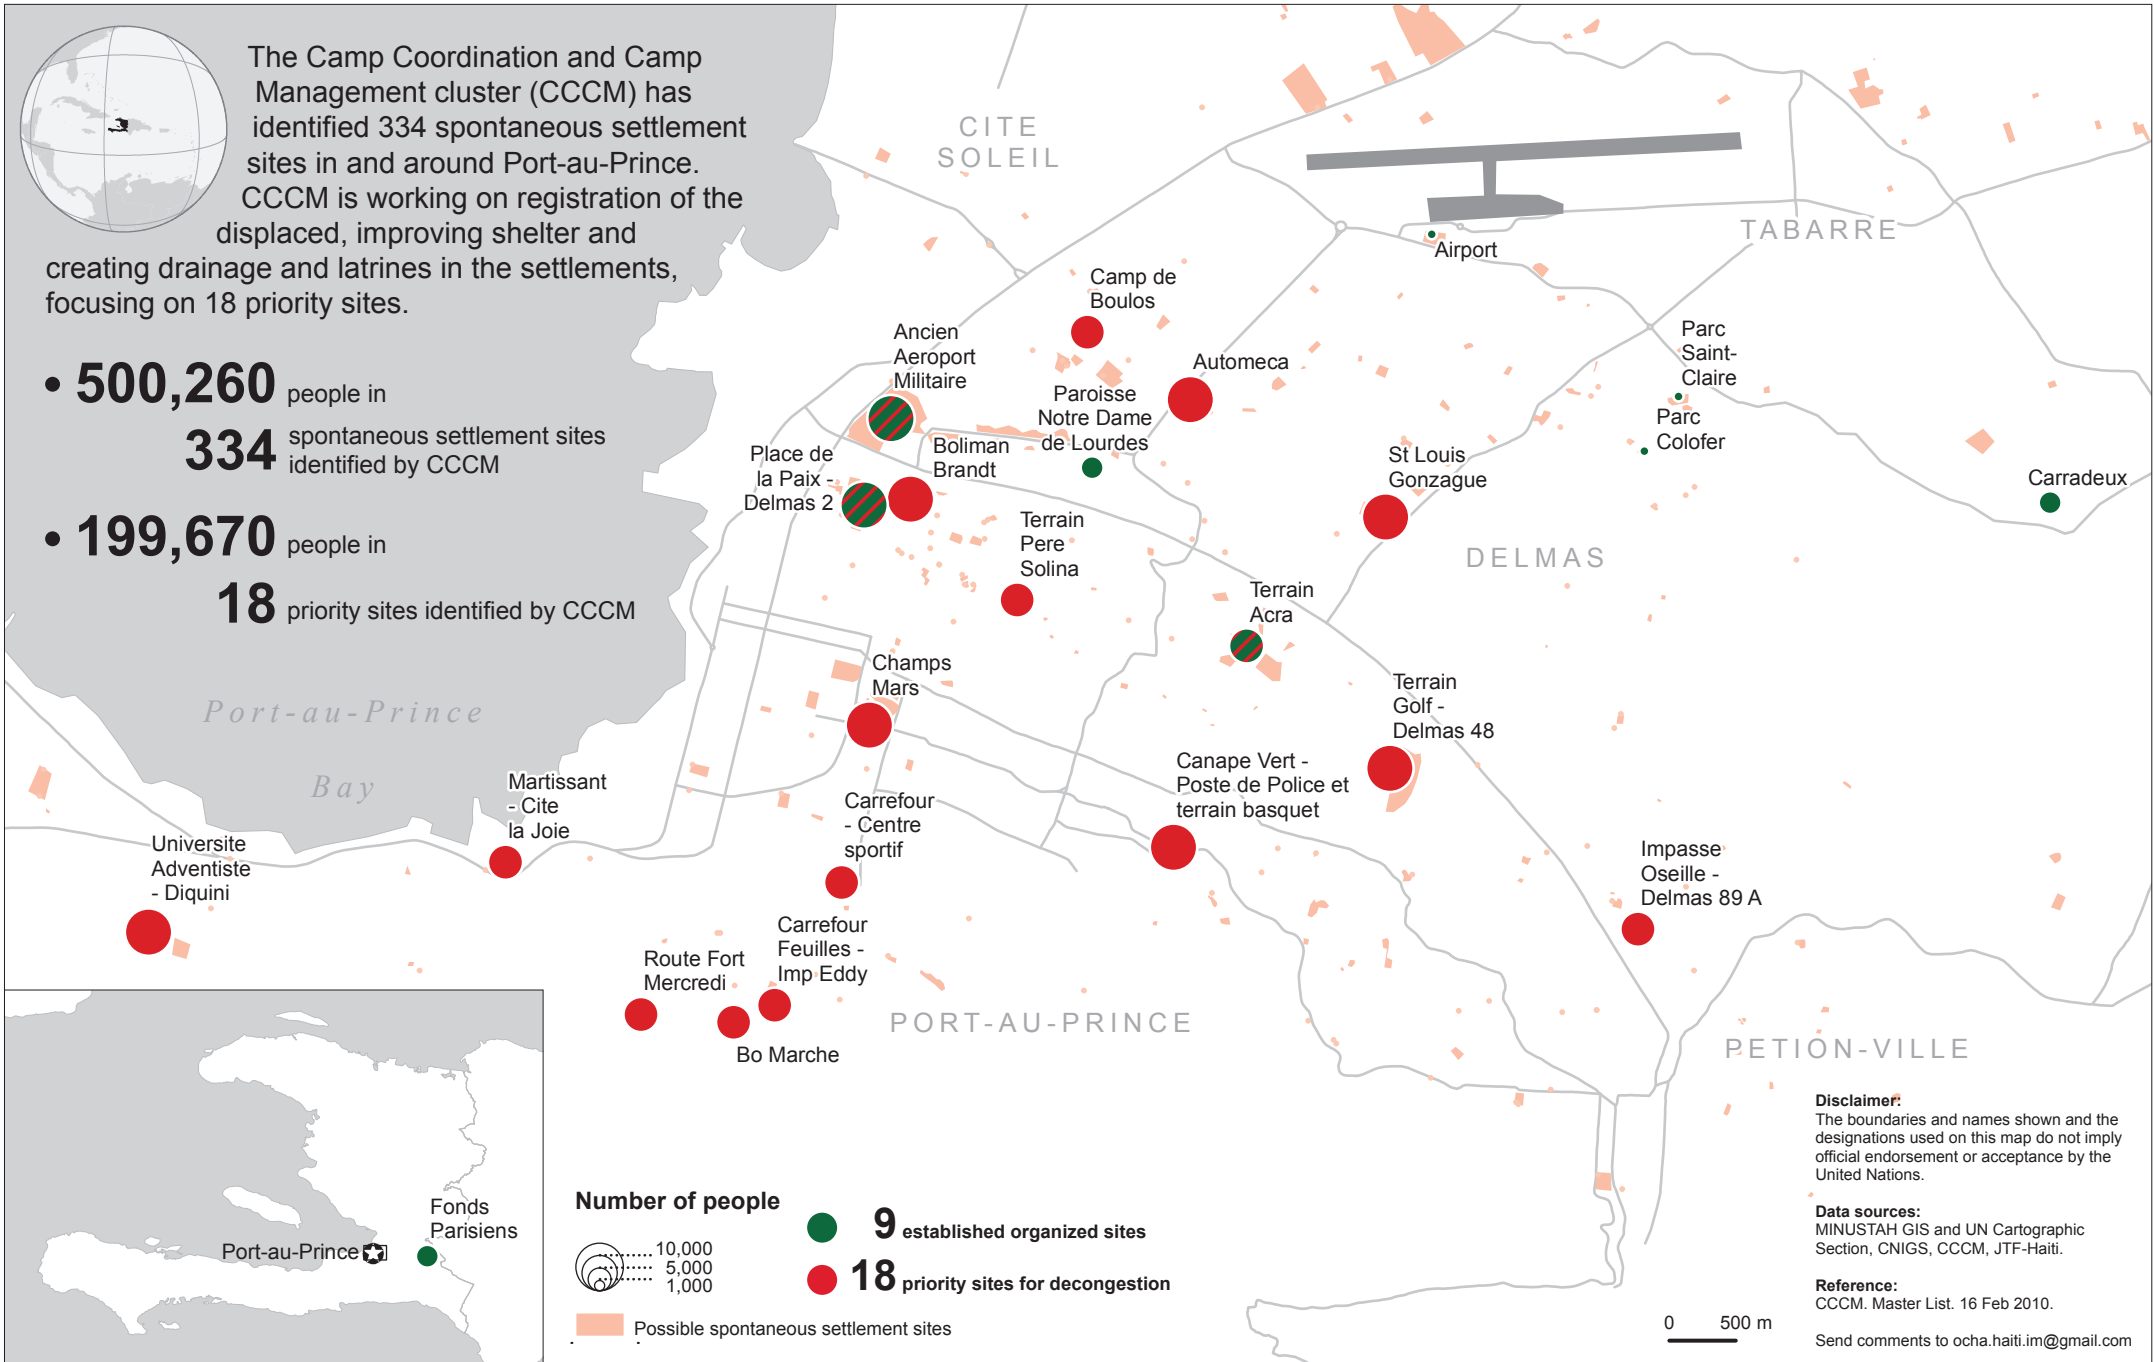 The Camp Coordination and Camp
Management cluster (CCCM) has
identified 334 spontaneous settlement
sites in and around Port-au-Prince.
CCCM is working on registration of the
displaced, improving shelter and
creating drainage and latrines in the settlements,
focusing on 18 priority sites.
• 500,260 people in
334 spontaneous settlement sites
identified by CCCM
• 199,670 people in
18 priority sites identified by CCCM
Port-au-Prince
Bay
CITE
SOLEIL
TABARRE
Airport
Camp de
Boulos
Ancien
Aeroport
Militaire
Automeca
Parc
Saint-
Claire
Paroisse
Notre Dame
de Lourdes
Parc
Colofer
Boliman
Brandt
Place de
la Paix -
Delmas 2
St Louis
Gonzague
Carradeux
Terrain
Pere
Solina
DELMAS
Terrain
Acra
Champs
Mars
Terrain
Golf -
Delmas 48
Canape Vert -
Poste de Police et
terrain basquet
Martissant
- Cite
la Joie
Carrefour
- Centre
sportif
Universite
Adventiste
- Diquini
Impasse
Oseille -
Delmas 89 A
Carrefour
Feuilles -
Imp Eddy
Route Fort
Mercredi
Bo Marche
PORT-AU-PRINCE
PETION-VILLE
Fonds
Parisiens
Port-au-Prince
Number of people
10,000
5,000
1,000
9 established organized sites
18 priority sites for decongestion
Possible spontaneous settlement sites
0 500 m
Disclaimer:
The boundaries and names shown and the
designations used on this map do not imply
official endorsement or acceptance by the
United Nations.
Data sources:
MINUSTAH GIS and UN Cartographic
Section, CNIGS, CCCM, JTF-Haiti.
Reference:
CCCM. Master List. 16 Feb 2010.
Send comments to ocha.haiti.im@gmail.com